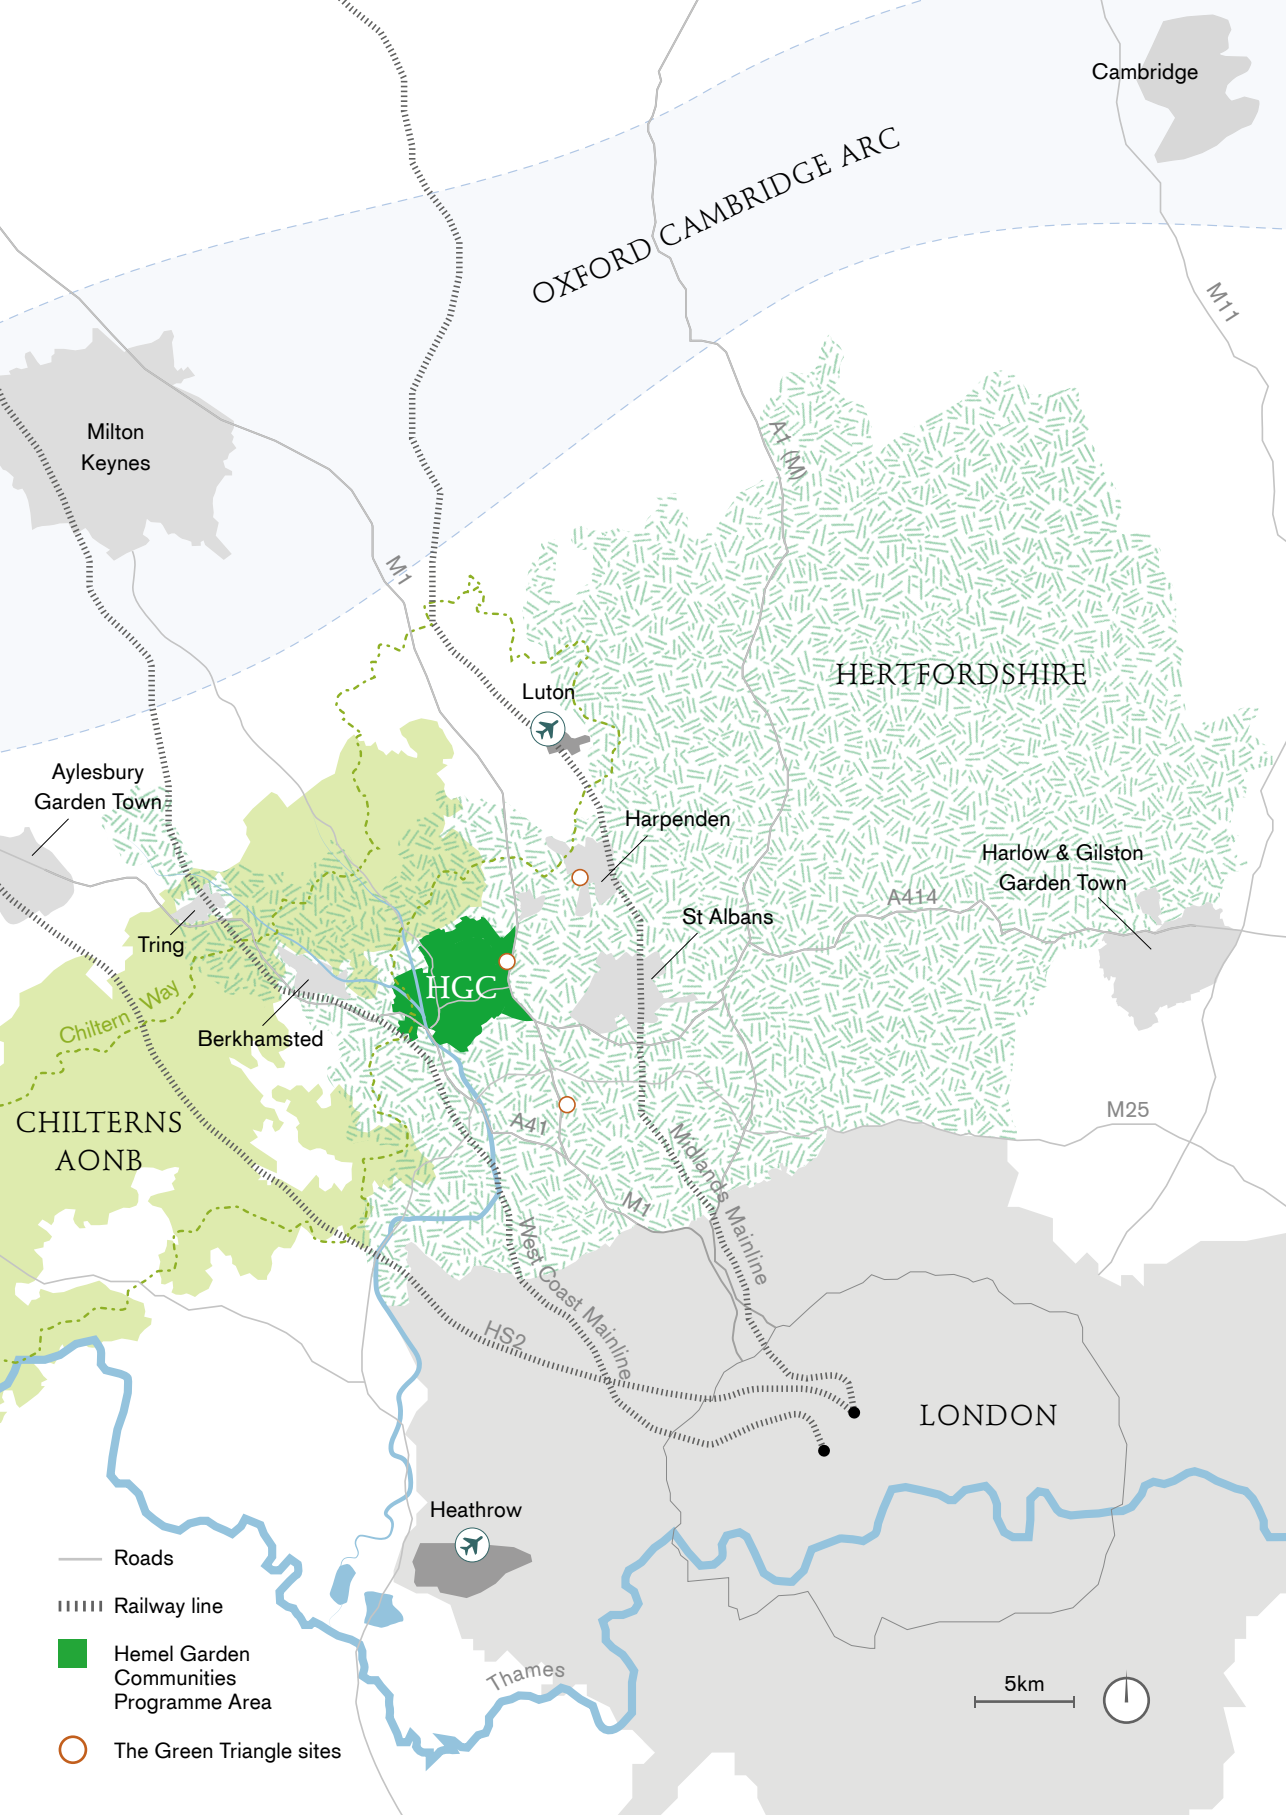 Cambridge
OXFORD CAMBRIDGE ARC
M11
Milton
Keynes
A1 (M)
M1
HERTFORDSHIRE
Luton
Aylesbury
Garden Town
Harpenden
Harlow & Gilston
Garden Town
A414
St Albans
Tring
HGC
Chiltern Way
Berkhamsted
CHILTERNS
AONB
M25
A41
Midlands Mainline
M1
West Coast Mainline
HS2
LONDON
Heathrow
Thames
Roads
Railway line
Hemel Garden
Communities
Programme Area
The Green Triangle sites
5km